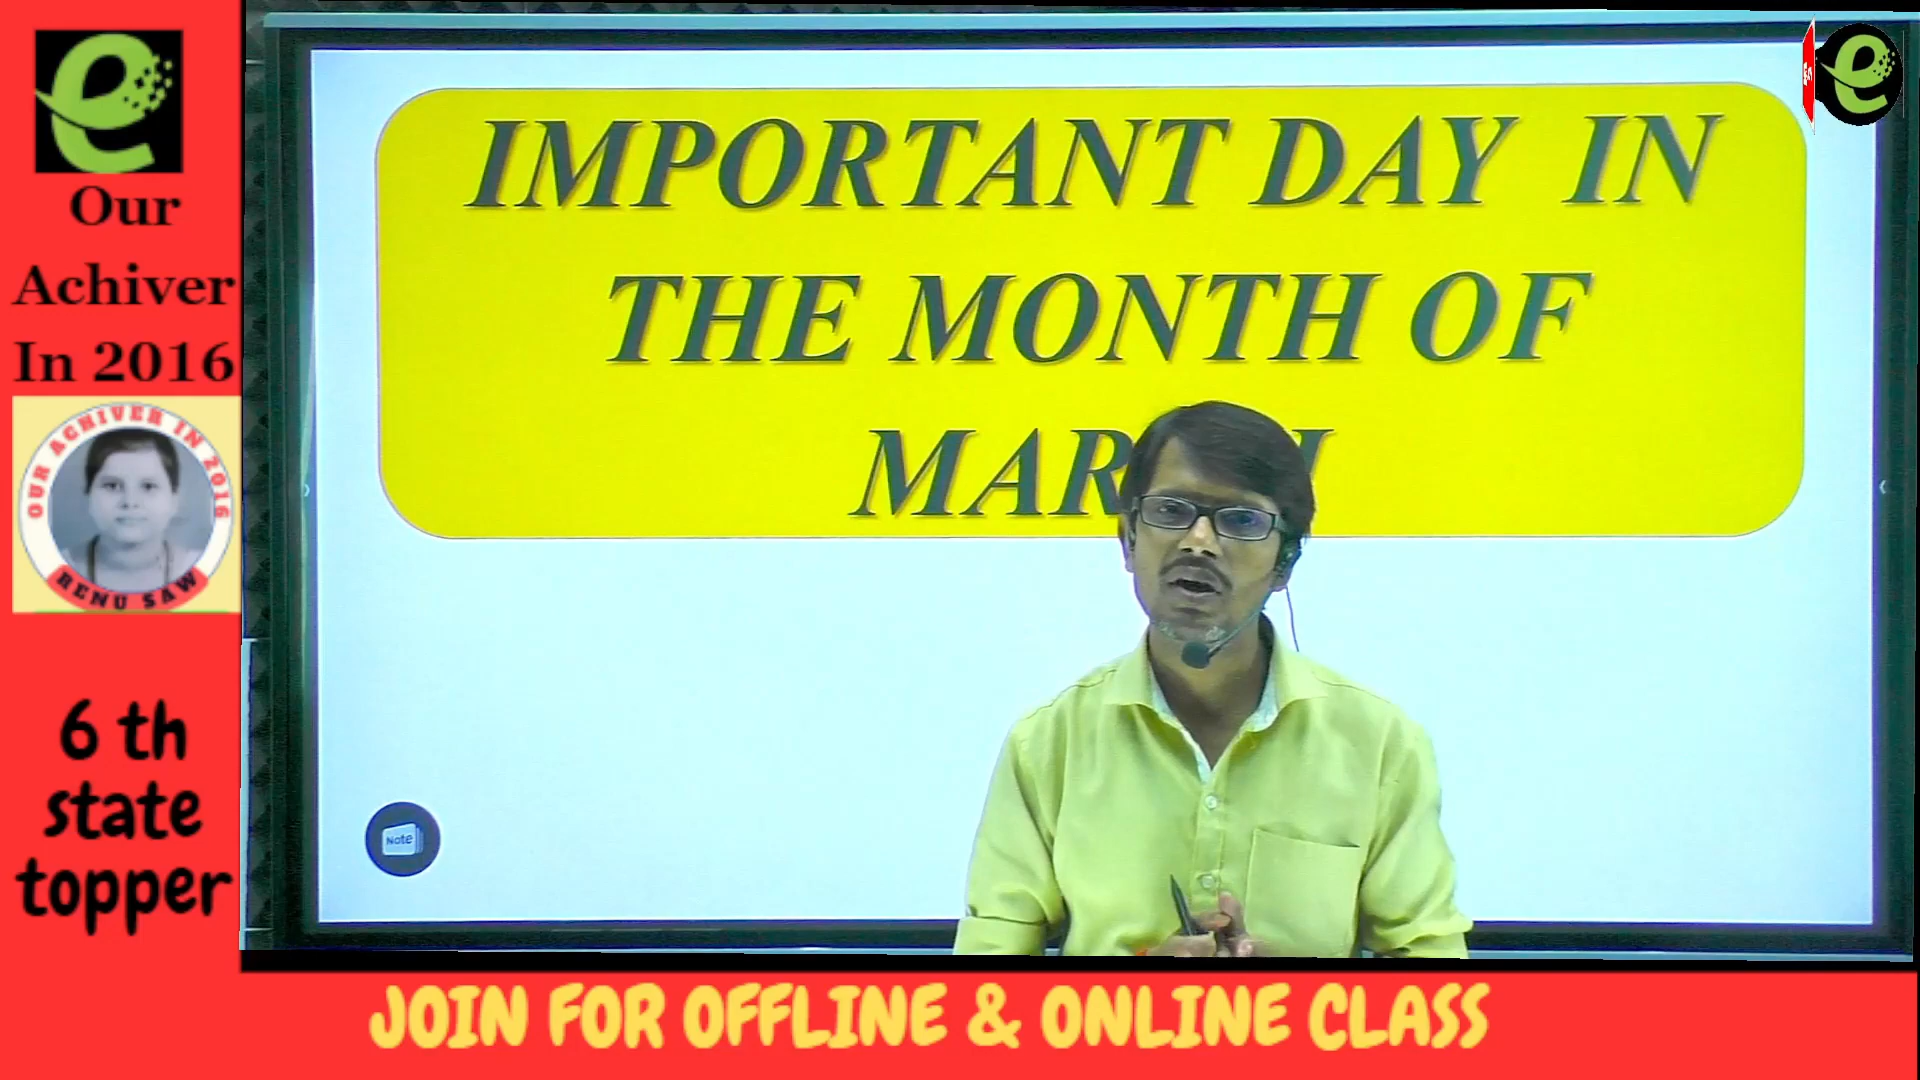 Our
Achiver
In 2016
OUR ACHIVER IN 2016
RENU SAW
6 th
state
topper
IMPORTANT DAY IN
THE MONTH OF
Note
JOIN FOR OFFLINE & ONLINE CLASS